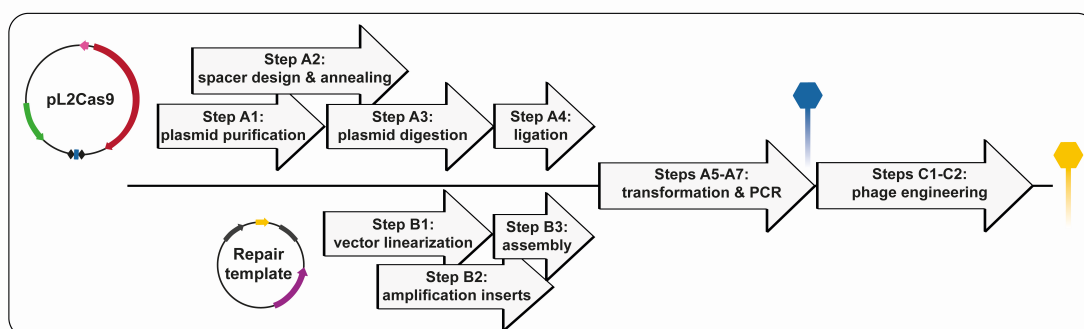 pL2Cas9
Step A2:
spacer design & annealing
Step A1:
plasmid purification
Step A3:
plasmid digestion
Step A4:
ligation
Steps A5-A7:
transformation & PCR
Steps C1-C2:
phage engineering
Repair
template
Step B1:
vector linearization
Step B3:
assembly
Step B2:
amplification inserts